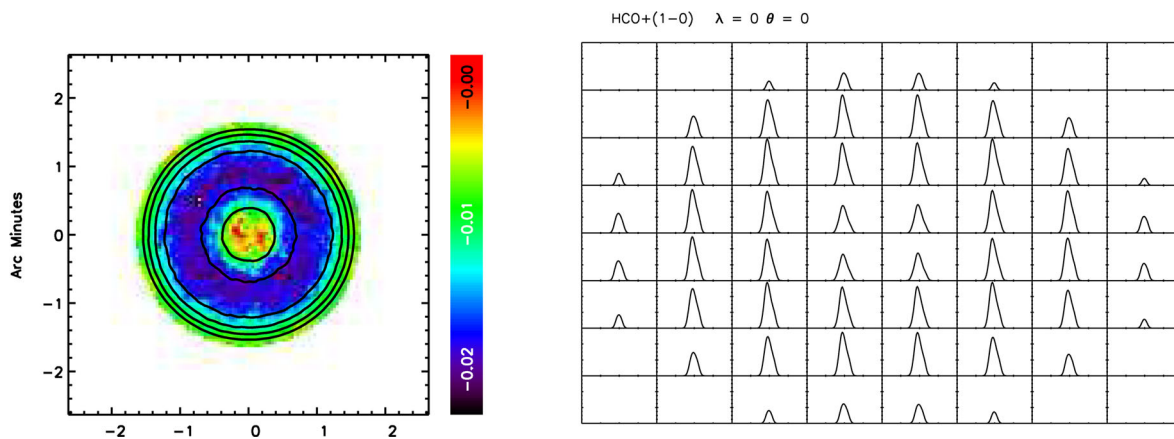 HCO+(1−0) λ = 0 θ = 0
Arc Minutes
2
1
0
−1
−2
−2 −1 0 1 2
−0.00
−0.01
−0.02